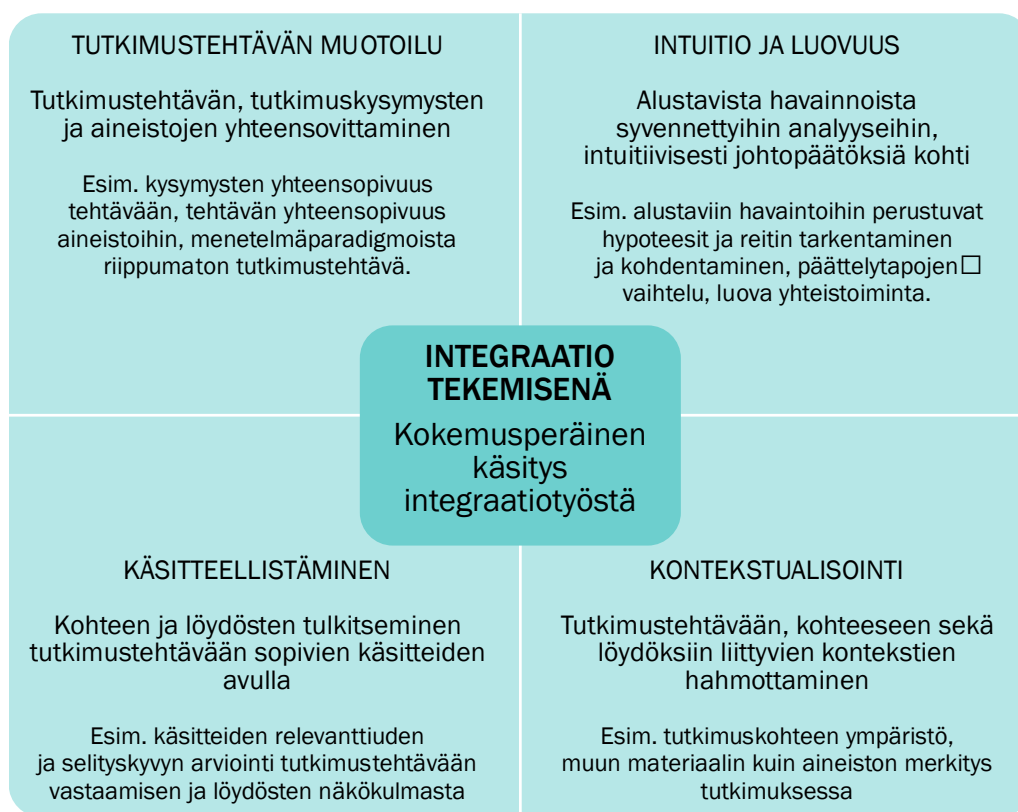 TUTKIMUSTEHTÄVÄN MUOTOILU
Tutkimustehtävän, tutkimuskysymysten
ja aineistojen yhteensovittaminen
Esim. kysymysten yhteensopivuus
tehtävään, tehtävän yhteensopivuus
aineistoihin, menetelmäparadigmoista
riippumaton tutkimustehtävä.
INTUITIO JA LUOVUUS
Alustavista havainnoista
syvennettyihin analyyseihin,
intuitiivisesti johtopäätöksiä kohti
Esim. alustaviin havaintoihin perustuvat
hypoteesit ja reitin tarkentaminen
ja kohdentaminen, päättelytapojen□
vaihtelu, luova yhteistoiminta.
INTEGRAATIO
TEKEMISENÄ
Kokemusperäinen
käsitys
integraatiotyöstä
KÄSITTEELLISTÄMINEN
Kohteen ja löydösten tulkitseminen
tutkimustehtävään sopivien käsitteiden
avulla
Esim. käsitteiden relevanttiuden
ja selityskyvyn arviointi tutkimustehtävään
vastaamisen ja löydösten näkökulmasta
KONTEKSTUALISOINTI
Tutkimustehtävään, kohteeseen sekä
löydöksiin liittyvien kontekstien
hahmottaminen
Esim. tutkimuskohteen ympäristö,
muun materiaalin kuin aineiston merkitys
tutkimuksessa